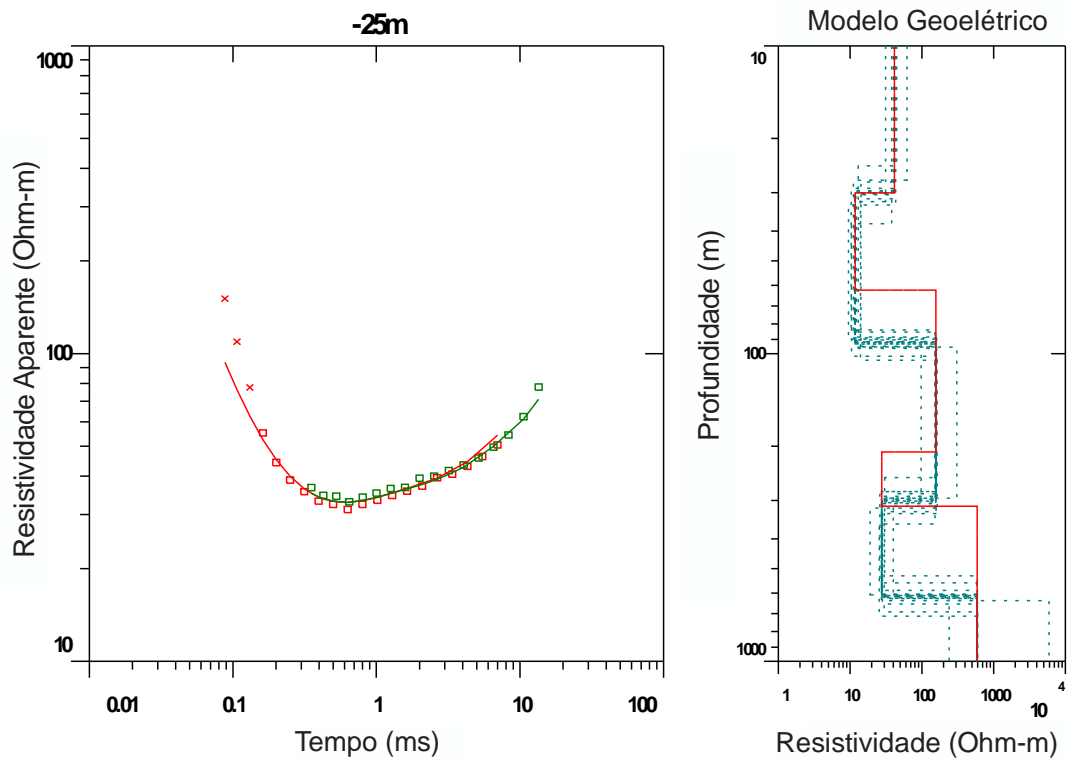 -25m
1000
100
10
Resistividade Aparente (Ohm-m)
0.01 0.1 1 10 100
Tempo (ms)
Modelo Geoelétrico
10
100
1000
Profundidade (m)
1 10 100 1000 10 4
Resistividade (Ohm-m)